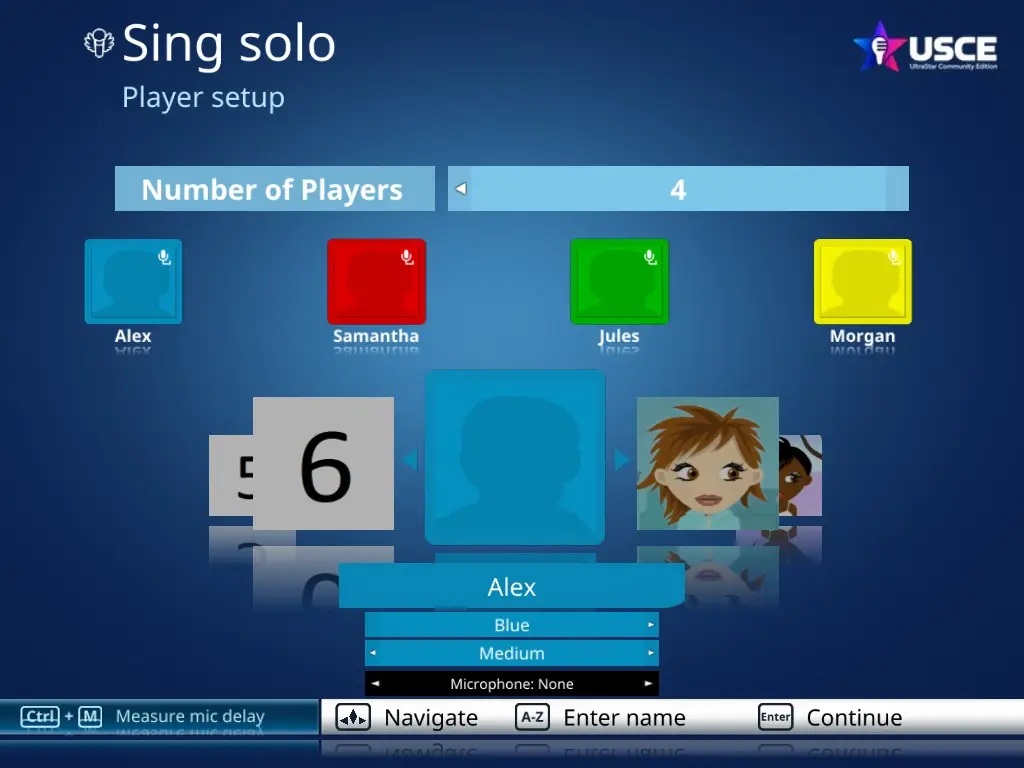 Sing solo
Player setup
USCE
UltraStar Community Edition
Number of Players
4
Alex
Samantha
Jules
Morgan
5
6
Alex
Blue
Medium
Microphone: None
Ctrl + M Measure mic delay
Navigate
A-Z Enter name
Enter Continue